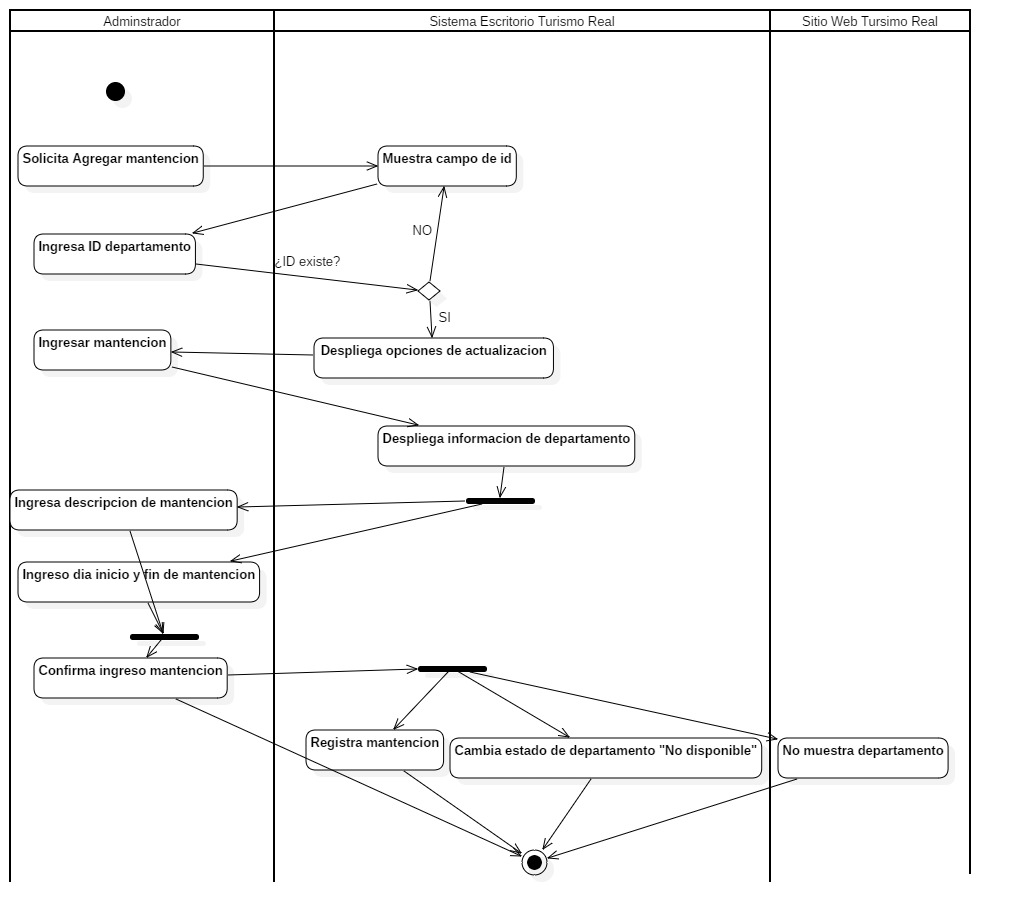 Adminstrador
Sistema Escritorio Turismo Real
Sitio Web Tursimo Real
Solicita Agregar mantencion
Muestra campo de id
NO
Ingresa ID departamento
¿ID existe?
SI
Ingresar mantencion
Despliega opciones de actualizacion
Despliega informacion de departamento
Ingresa descripcion de mantencion
Ingreso dia inicio y fin de mantencion
Confirma ingreso mantencion
Registra mantencion
Cambia estado de departamento "No disponible"
No muestra departamento